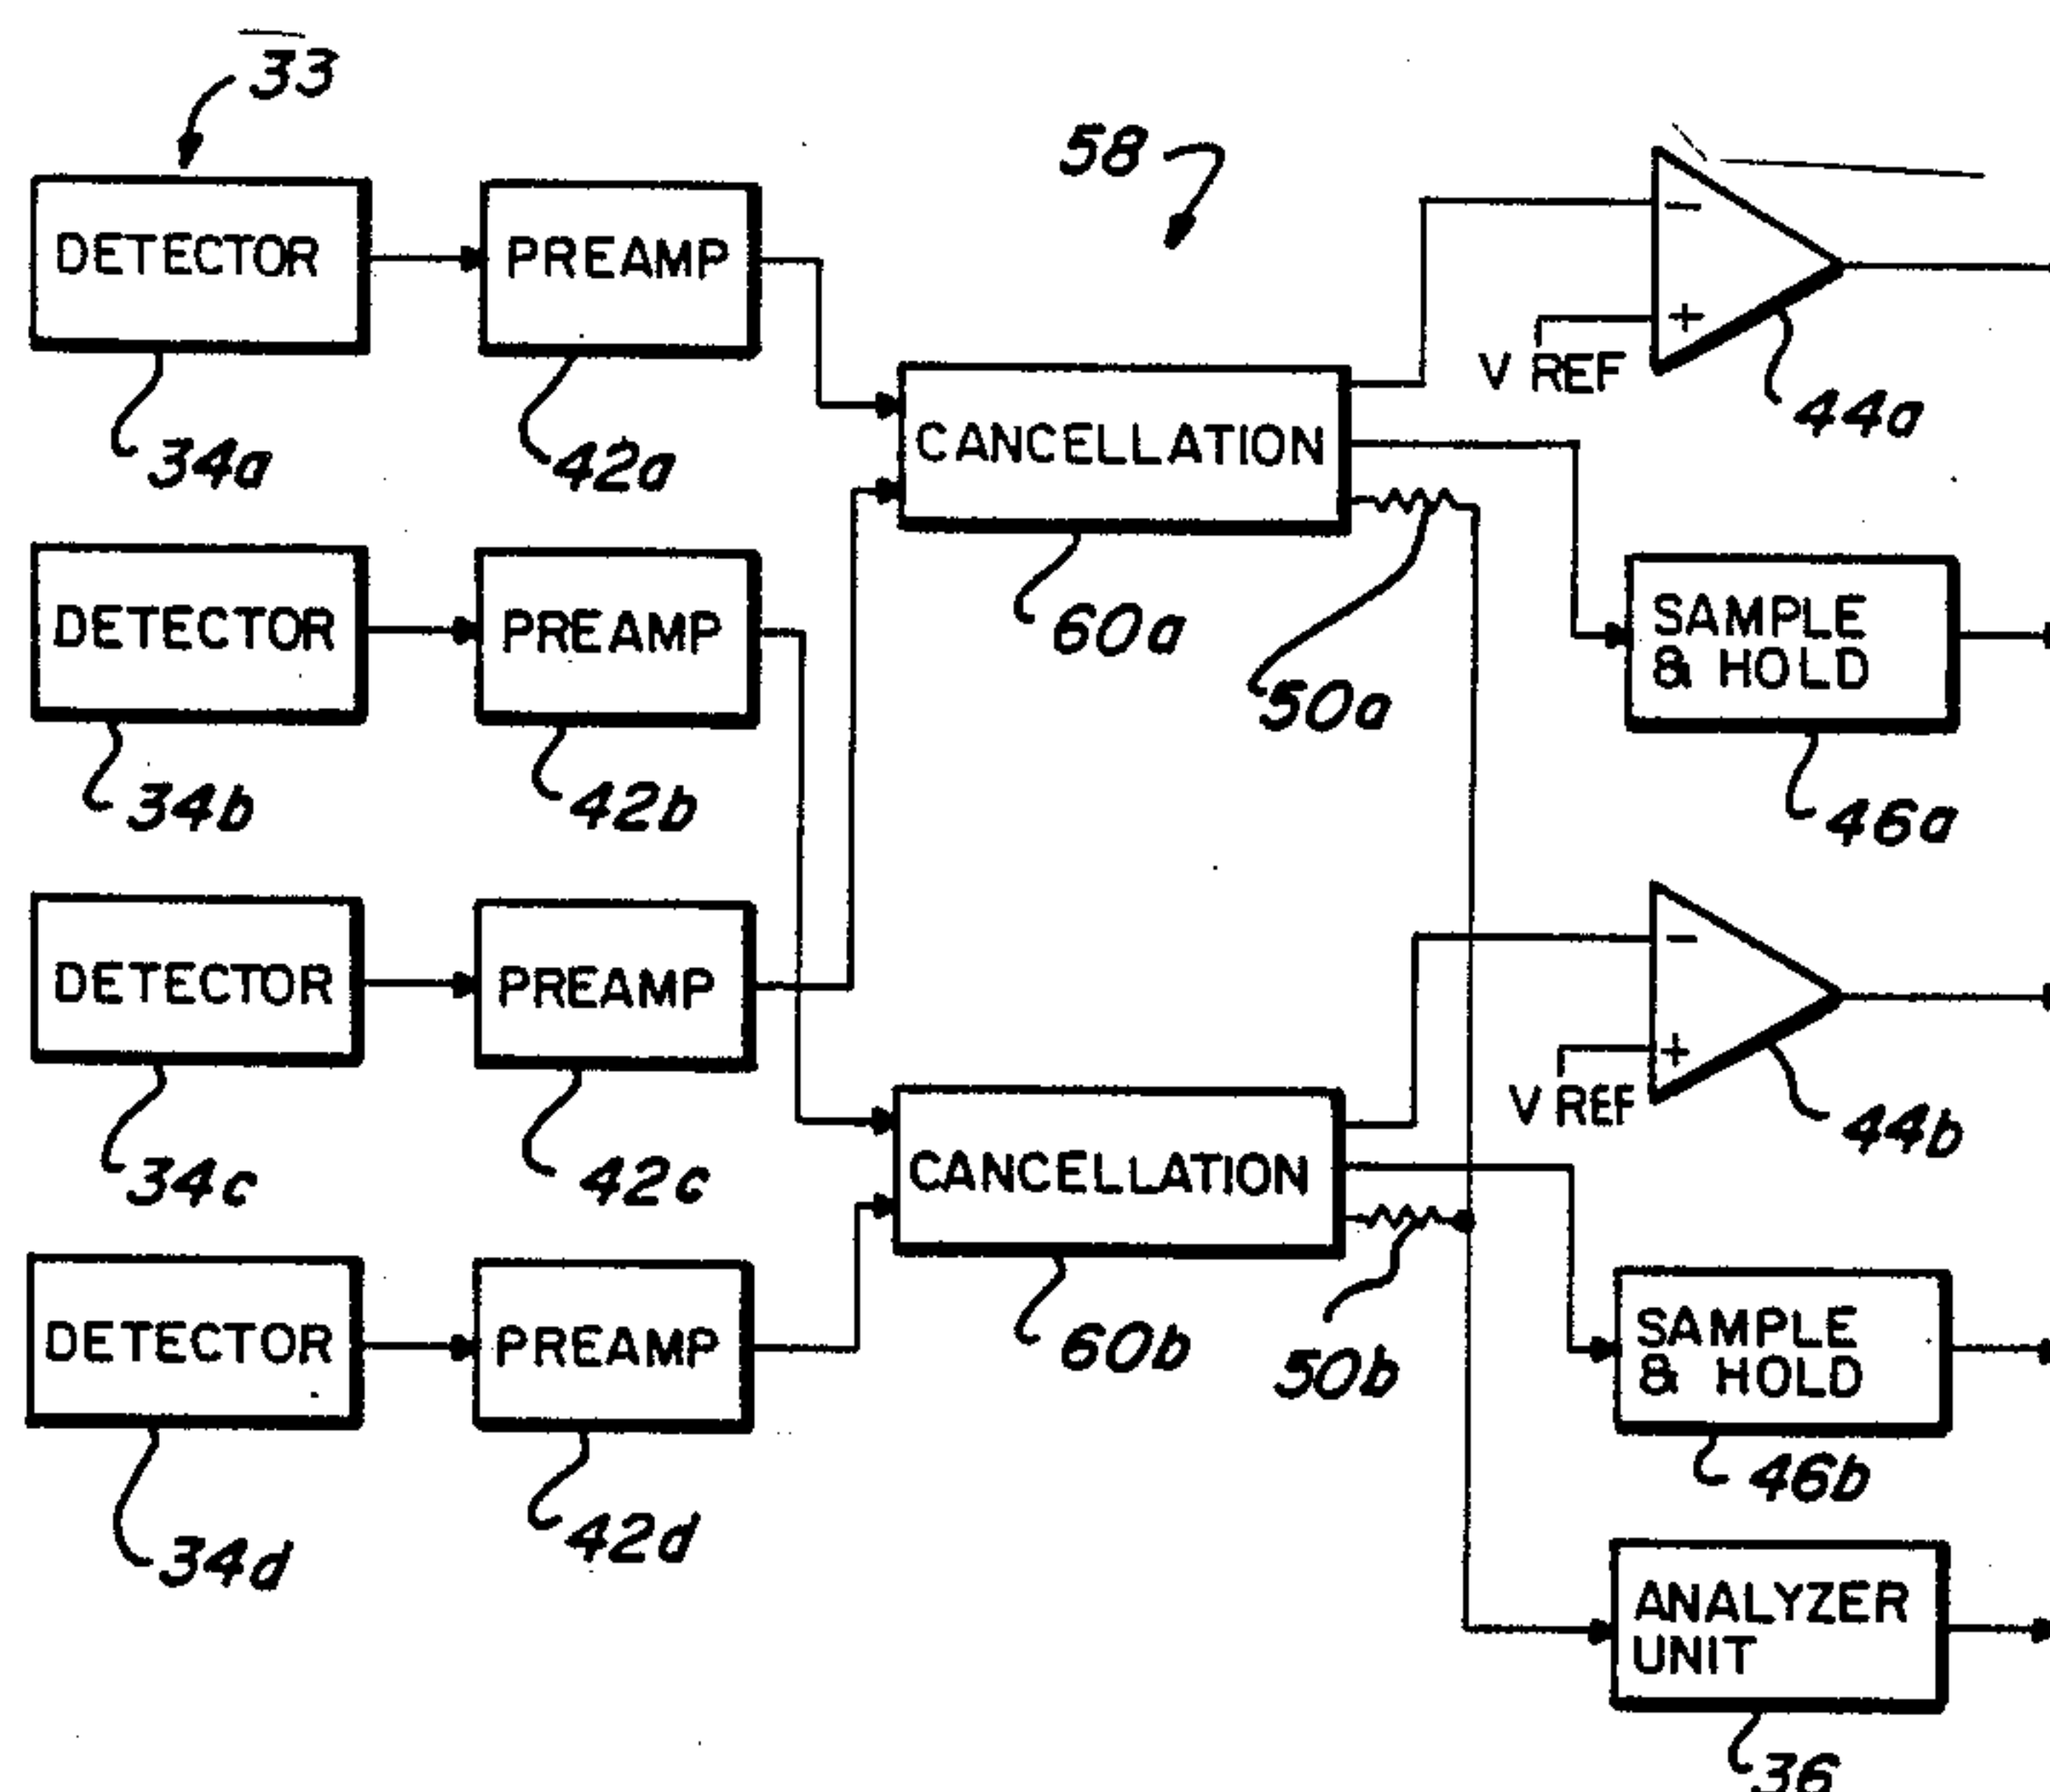 33
58
DETECTOR
PREAMP
34a
42a
−
+
V REF
44a
CANCELLATION
60a
50a
DETECTOR
PREAMP
34b
42b
SAMPLE
& HOLD
46a
DETECTOR
PREAMP
34c
42c
−
+
V REF
44b
CANCELLATION
60b
50b
DETECTOR
PREAMP
34d
42d
SAMPLE
& HOLD
46b
ANALYZER
UNIT
36